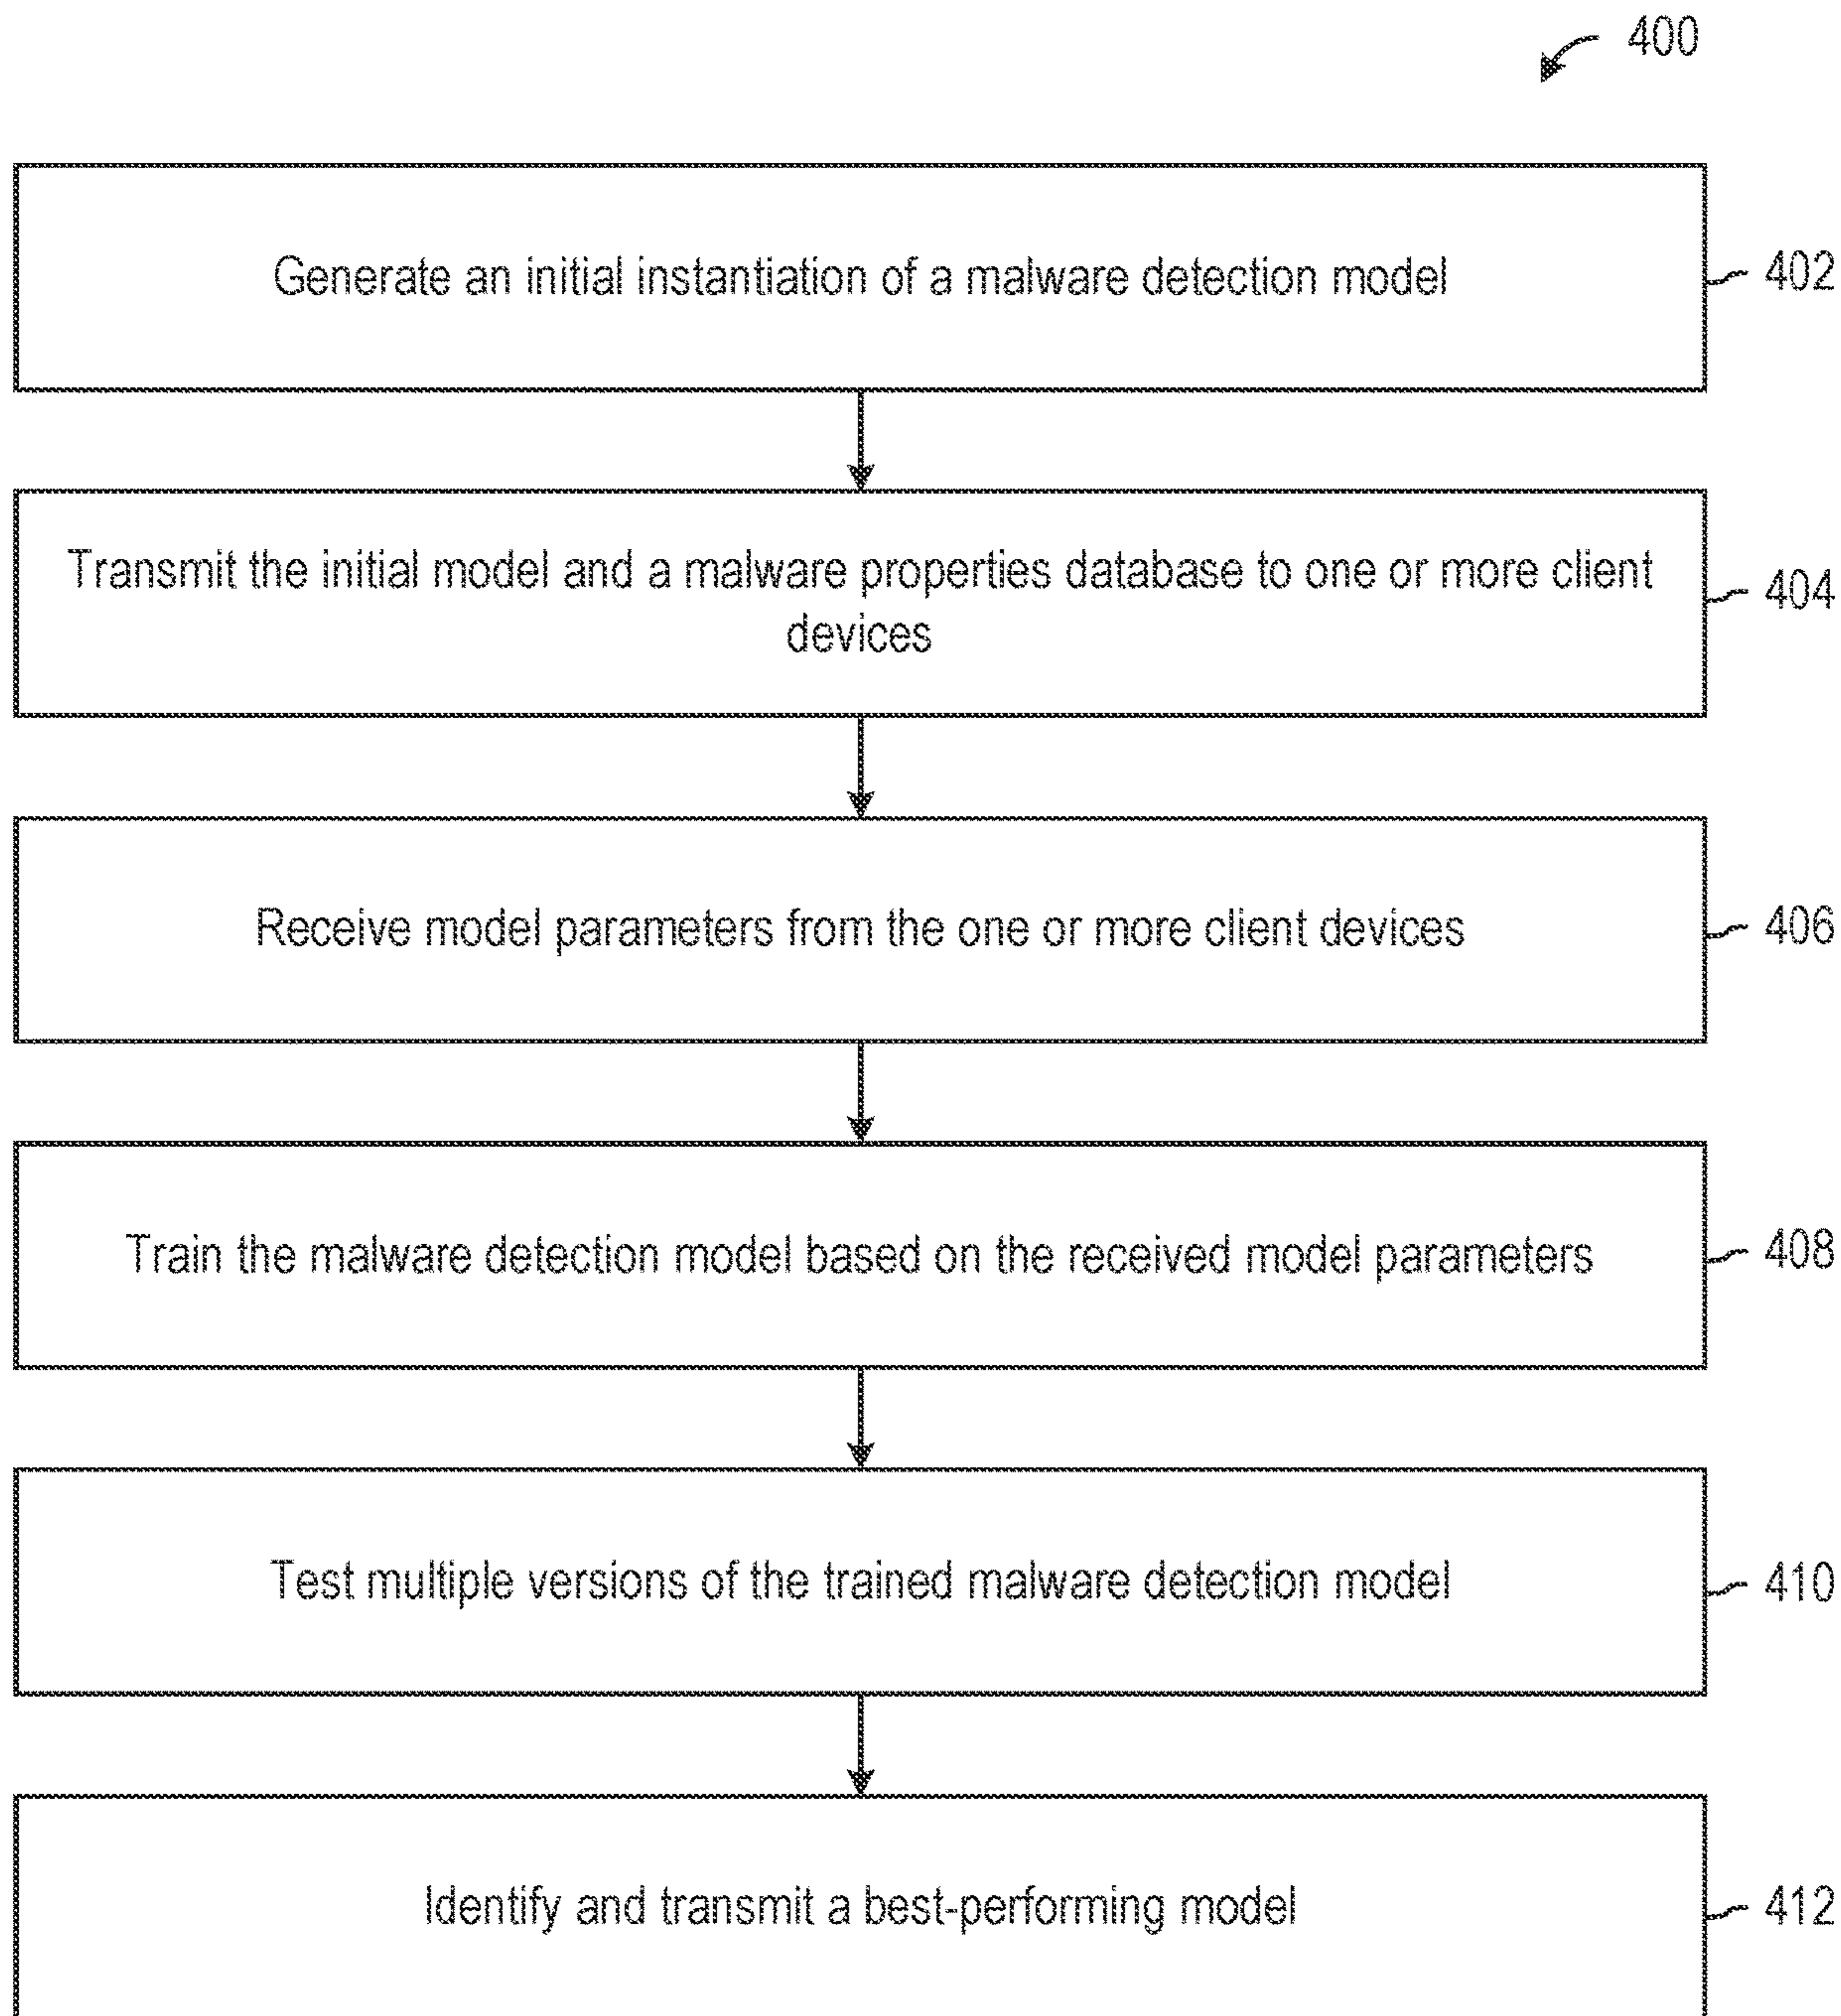 400
Generate an initial instantiation of a malware detection model
402
Transmit the initial model and a malware properties database to one or more client
devices
404
Receive model parameters from the one or more client devices
406
Train the malware detection model based on the received model parameters
408
Test multiple versions of the trained malware detection model
410
Identify and transmit a best-performing model
412